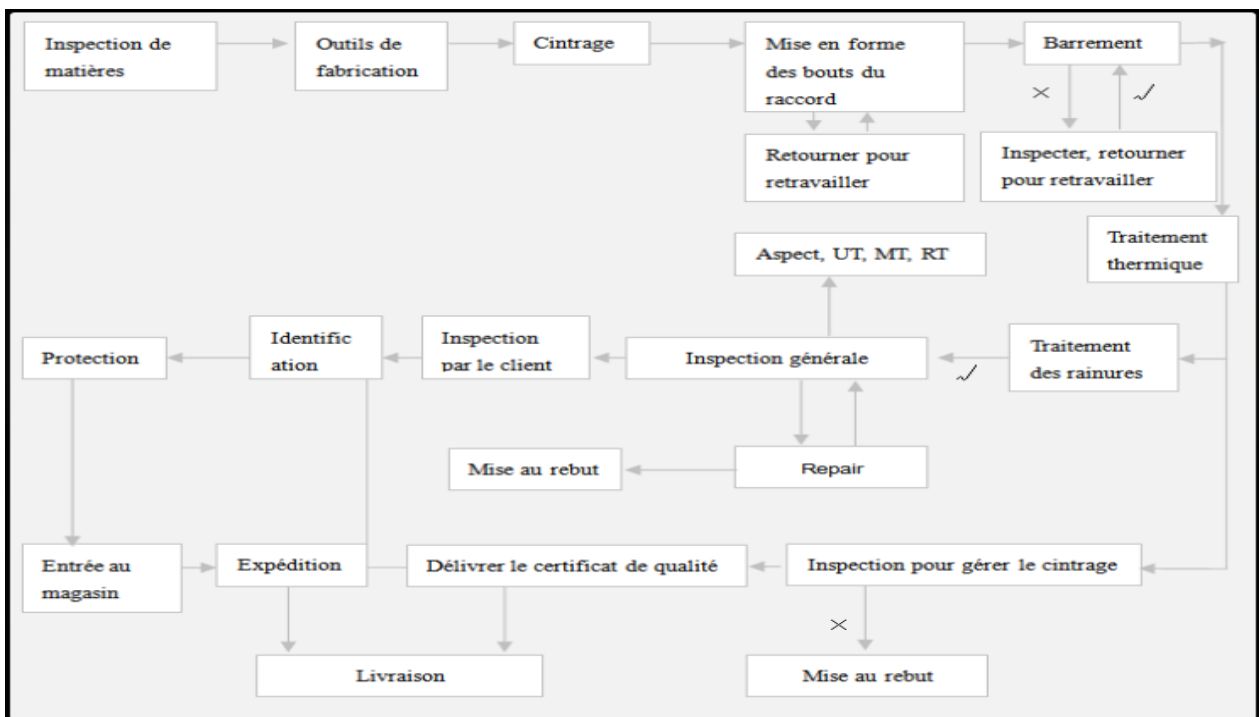 Inspection de
matières
Outils de
fabrication
Cintrage
Mise en forme
des bouts du
raccord
Barrement
Retourner pour
retravailler
Inspecter, retourner
pour retravailler
Traitement
thermique
Aspect, UT, MT, RT
Protection
Identific
ation
Inspection
par le client
Inspection générale
Traitement
des rainures
Mise au rebut
Repair
Entrée au
magasin
Expédition
Délivrer le certificat de qualité
Inspection pour gérer le cintrage
Livraison
Mise au rebut